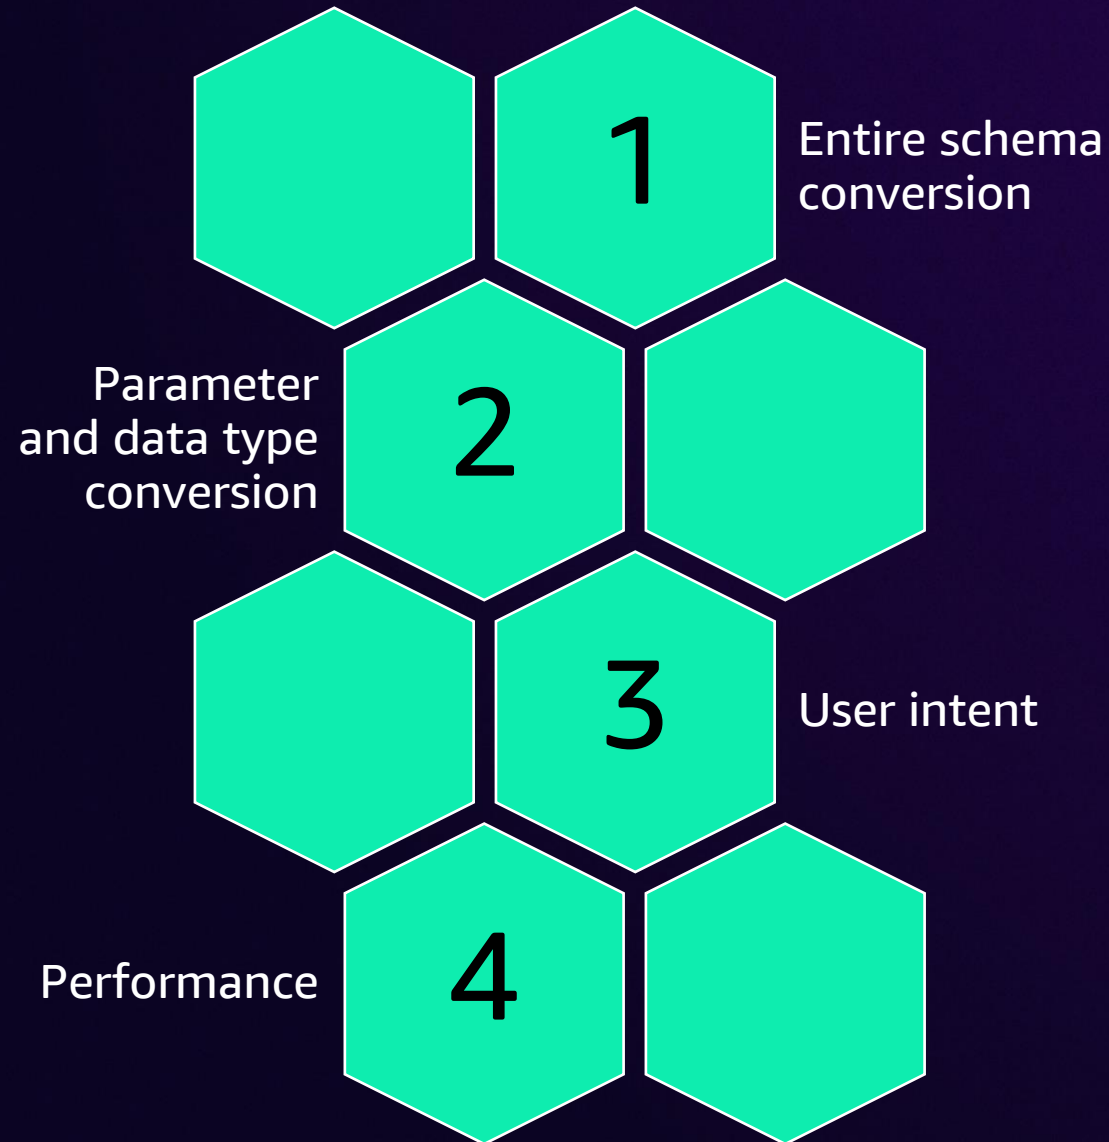 1
Entire schema
conversion
Parameter
and data type
conversion
2
3
User intent
Performance
4